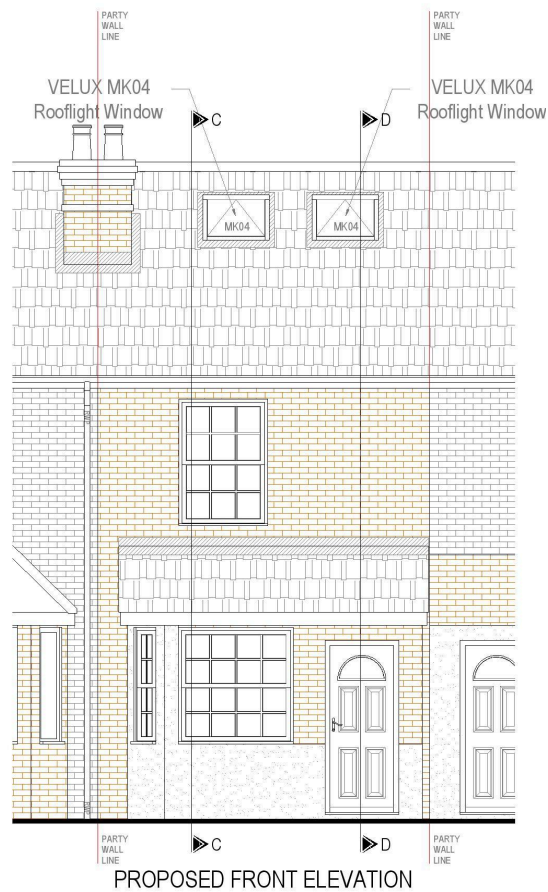 PARTY
WALL
LINE
PARTY
WALL
LINE
VELUX MK04
Rooflight Window
VELUX MK04
Rooflight Window
C
D
MK04
MK04
PARTY
WALL
LINE
C
D
PARTY
WALL
LINE
PROPOSED FRONT ELEVATION